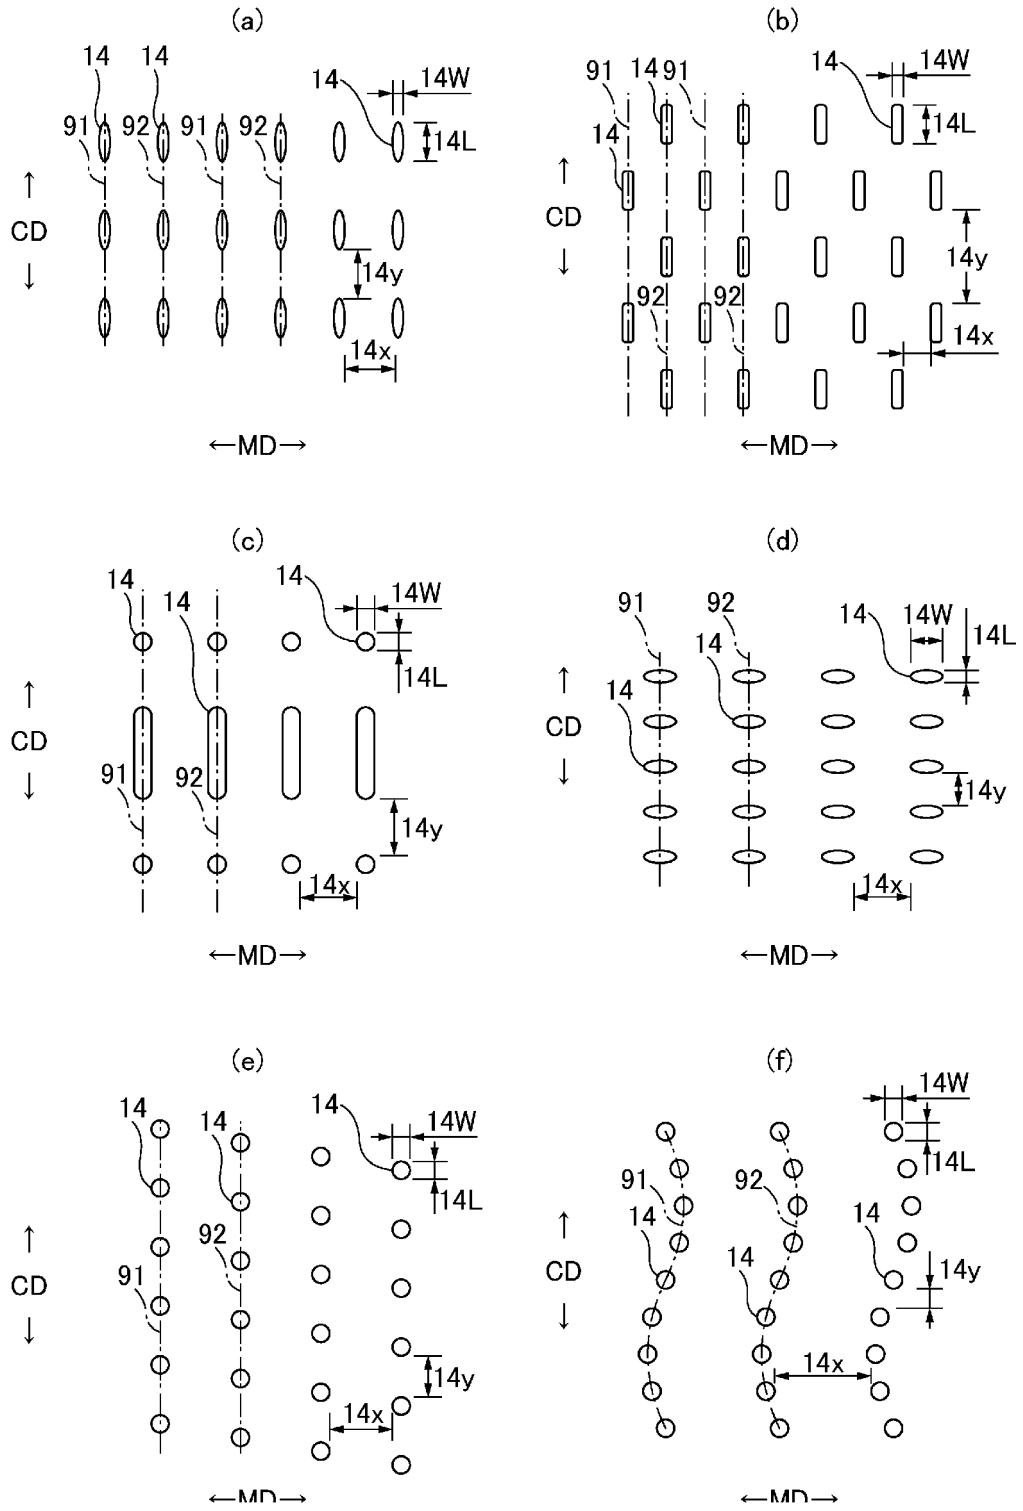 (a)
14 14 14 14W
91 92 91 92 14L
↑
CD
↓
14y
14x
←MD→
(b)
91 14 91 14 14W
14 14L
↑
CD
↓
14y
92 92
14x
←MD→
(c)
14 14 14 14W
14L
↑
CD
↓
91 92
14y
14x
←MD→
(d)
91 92 14 14W 14L
14
14
↑
CD
↓
14y
14x
←MD→
(e)
14 14 14 14W
14L
↑
CD
↓
92
91
14y
14x
←MD→
(f)
14W
14L
91 92
14 14
↑
CD
↓
14y
14
14x
←MD→